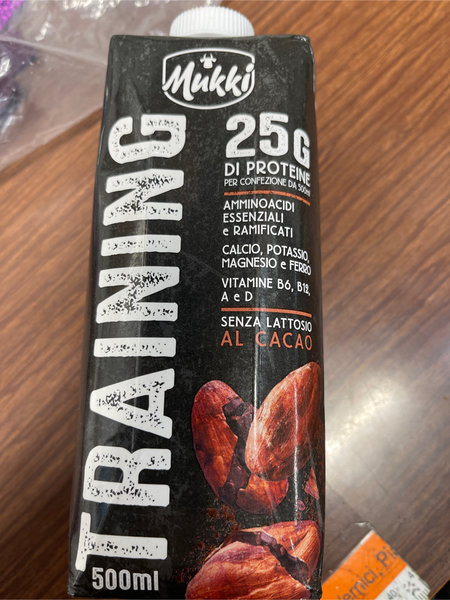 Mukki
TRAINING
25G
DI PROTEINE
PER CONFEZIONE DA 500ml
AMMINOACIDI
ESSENZIALI
e RAMIFICATI
CALCIO, POTASSIO,
MAGNESIO e FERRO
VITAMINE B6, B12,
A e D
SENZA LATTOSIO
AL CACAO
500ml